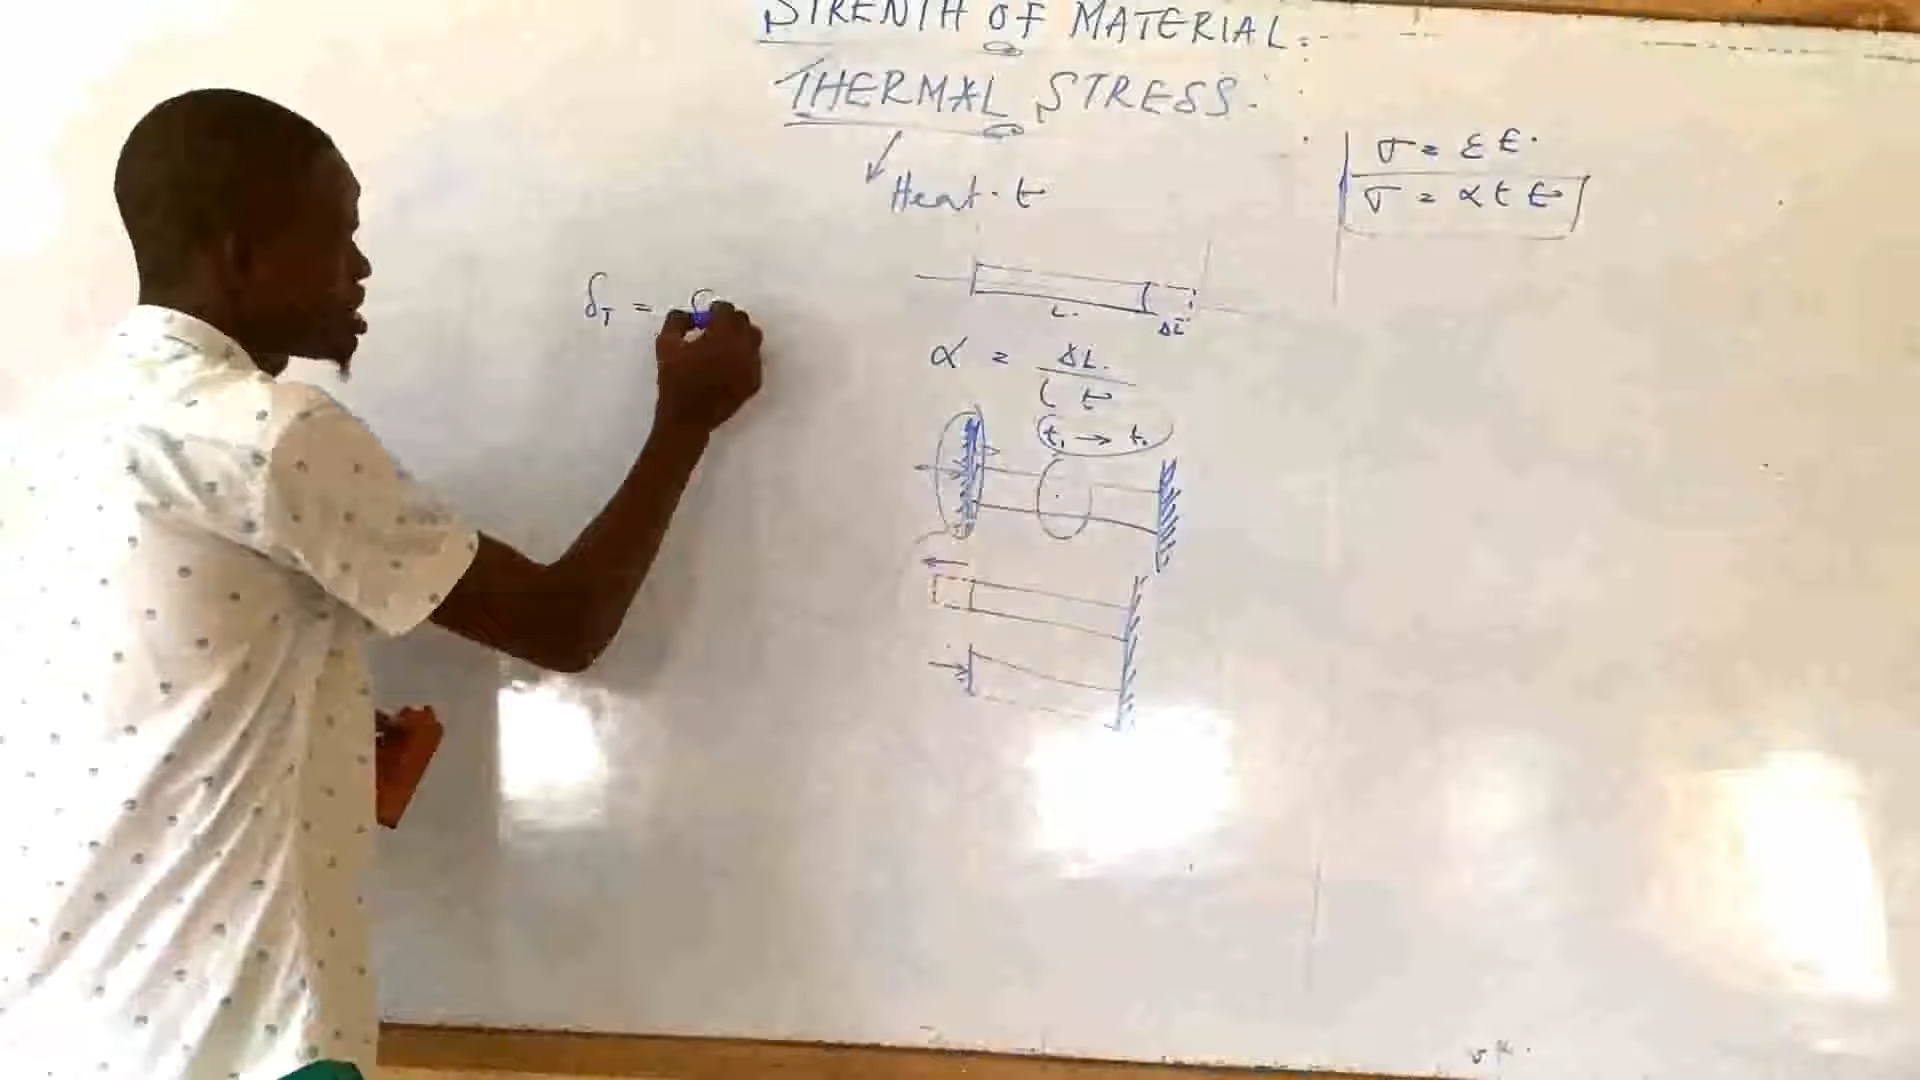 STRENTH OF MATERIAL.
THERMAL STRESS.
Heat. t
σ = ε E.
σ = α t E
L.
ΔL
δT = δ
α = ΔL.
L t
t₁ → t₂